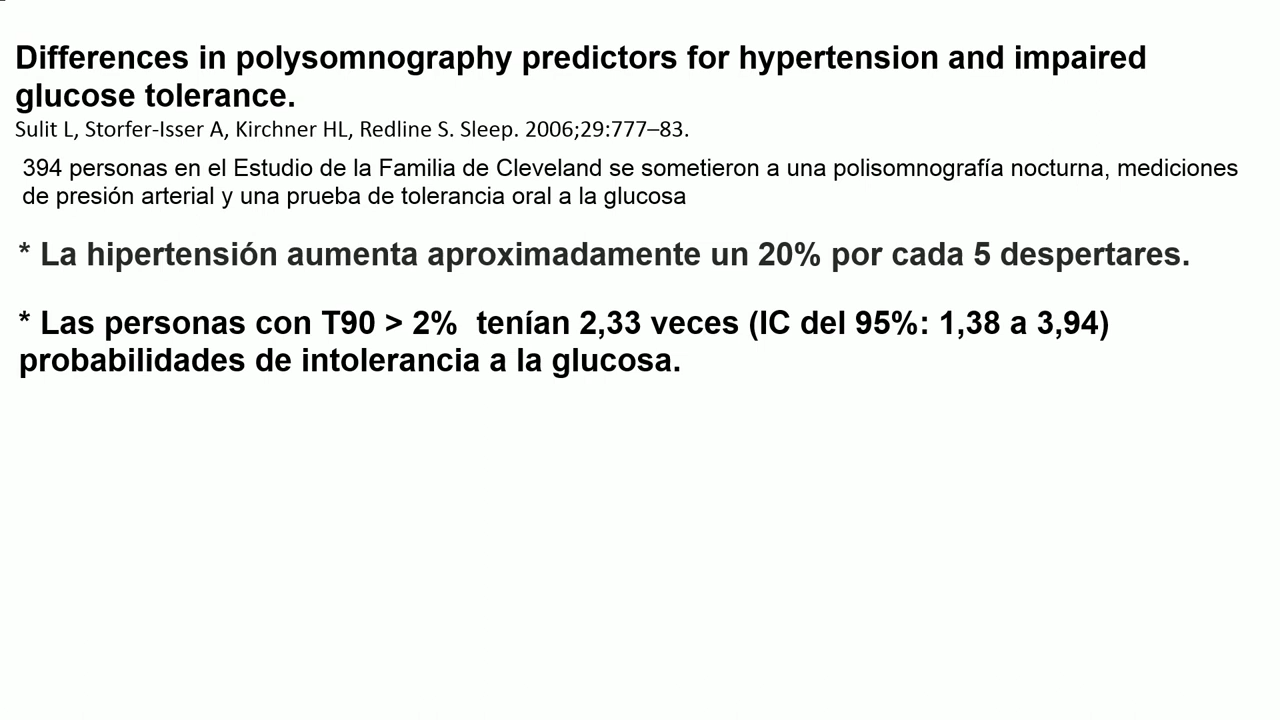 Differences in polysomnography predictors for hypertension and impaired
glucose tolerance.
Sulit L, Storfer-Isser A, Kirchner HL, Redline S. Sleep. 2006;29:777–83.
394 personas en el Estudio de la Familia de Cleveland se sometieron a una polisomnografía nocturna, mediciones
de presión arterial y una prueba de tolerancia oral a la glucosa
* La hipertensión aumenta aproximadamente un 20% por cada 5 despertares.
* Las personas con T90 > 2%  tenían 2,33 veces (IC del 95%: 1,38 a 3,94)
probabilidades de intolerancia a la glucosa.